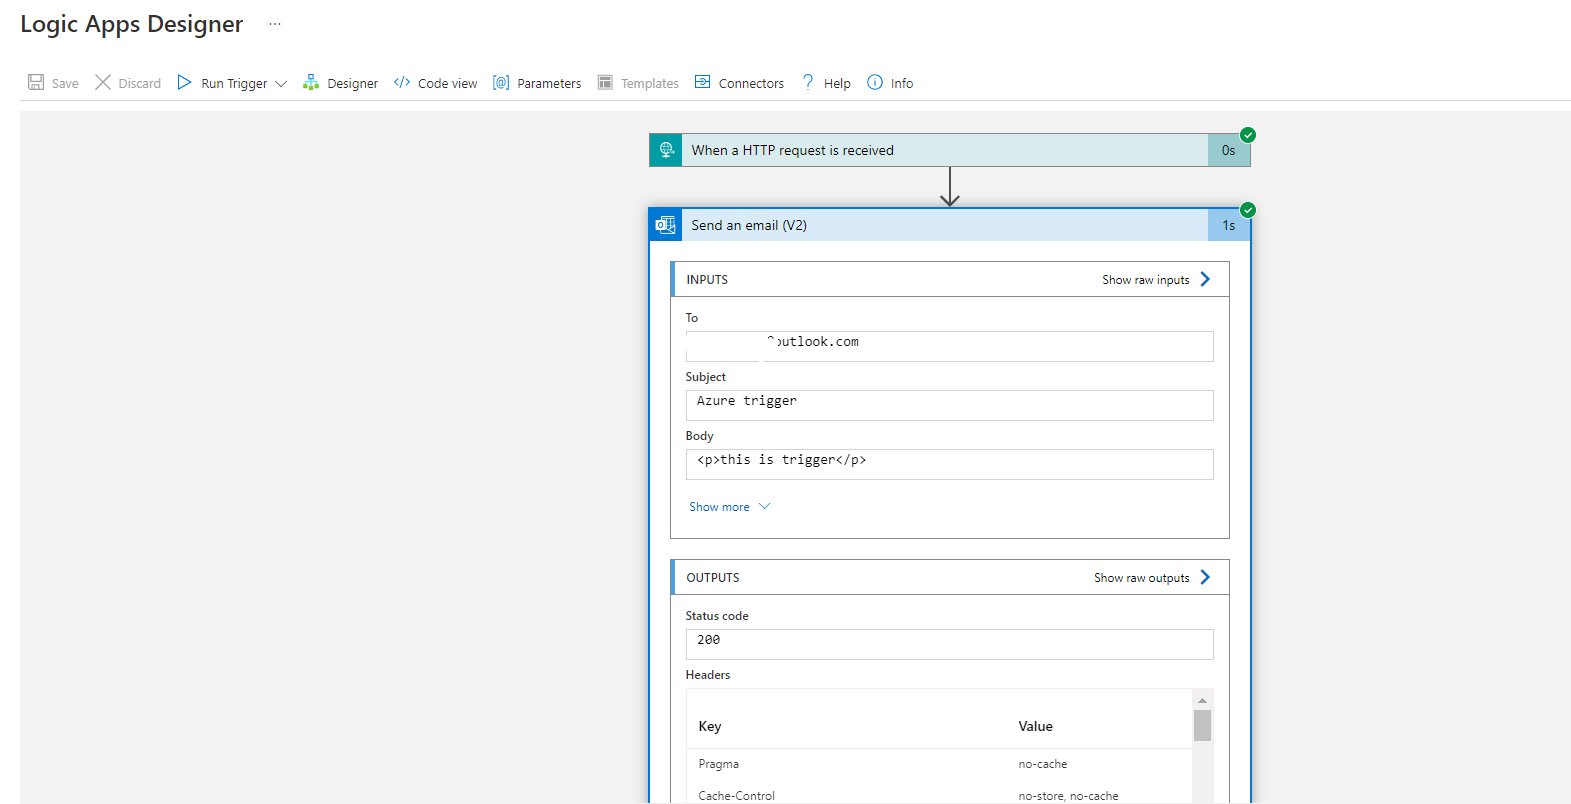 Logic Apps Designer ...
Save Discard Run Trigger Designer Code view Parameters Templates Connectors Help Info
When a HTTP request is received 0s
Send an email (V2) 1s
INPUTS Show raw inputs
To
outlook.com
Subject
Azure trigger
Body
<p>this is trigger</p>
Show more
OUTPUTS Show raw outputs
Status code
200
Headers
Key Value
Pragma no-cache
Cache-Control no-store, no-cache